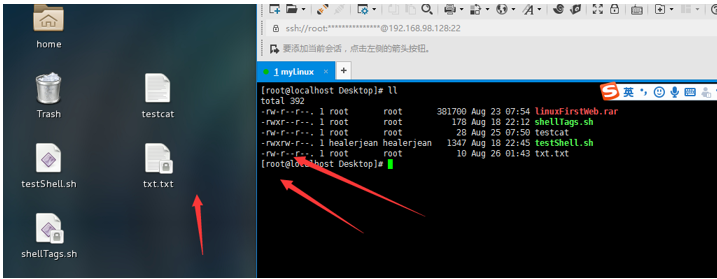 home
Trash
testcat
testShell.sh
txt.txt
shellTags.sh
ssh://root:***************@192.168.98.128:22
要添加当前会话，点击左侧的箭头按钮。
1 myLinux × +
[root@localhost Desktop]# ll
total 392
-rw-r--r--. 1 root root 381700 Aug 23 07:54 linuxFirstWeb.rar
-rwxr--r--. 1 root root 178 Aug 18 22:12 shellTags.sh
-rw-r--r--. 1 root root 28 Aug 25 07:50 testcat
-rwxrw-r--. 1 healerjean healerjean 1347 Aug 18 22:45 testShell.sh
-rw-r--r--. 1 root root 10 Aug 26 01:43 txt.txt
[root@localhost Desktop]#
S 英